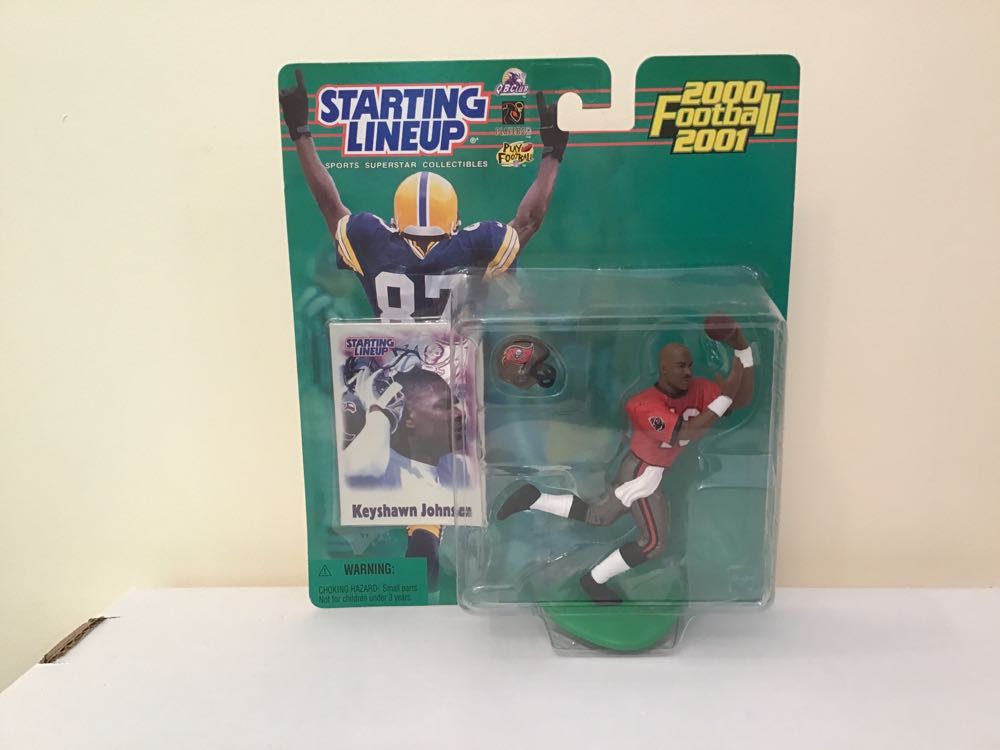 STARTING
LINEUP®
SPORTS SUPERSTAR COLLECTIBLES
QB CLUB
PLAYERS
PLAY
FOOTBALL™
2000
Football
2001
87
STARTING
LINEUP
Keyshawn Johnson
⚠ WARNING:
CHOKING HAZARD- Small parts
Not for children under 3 years.